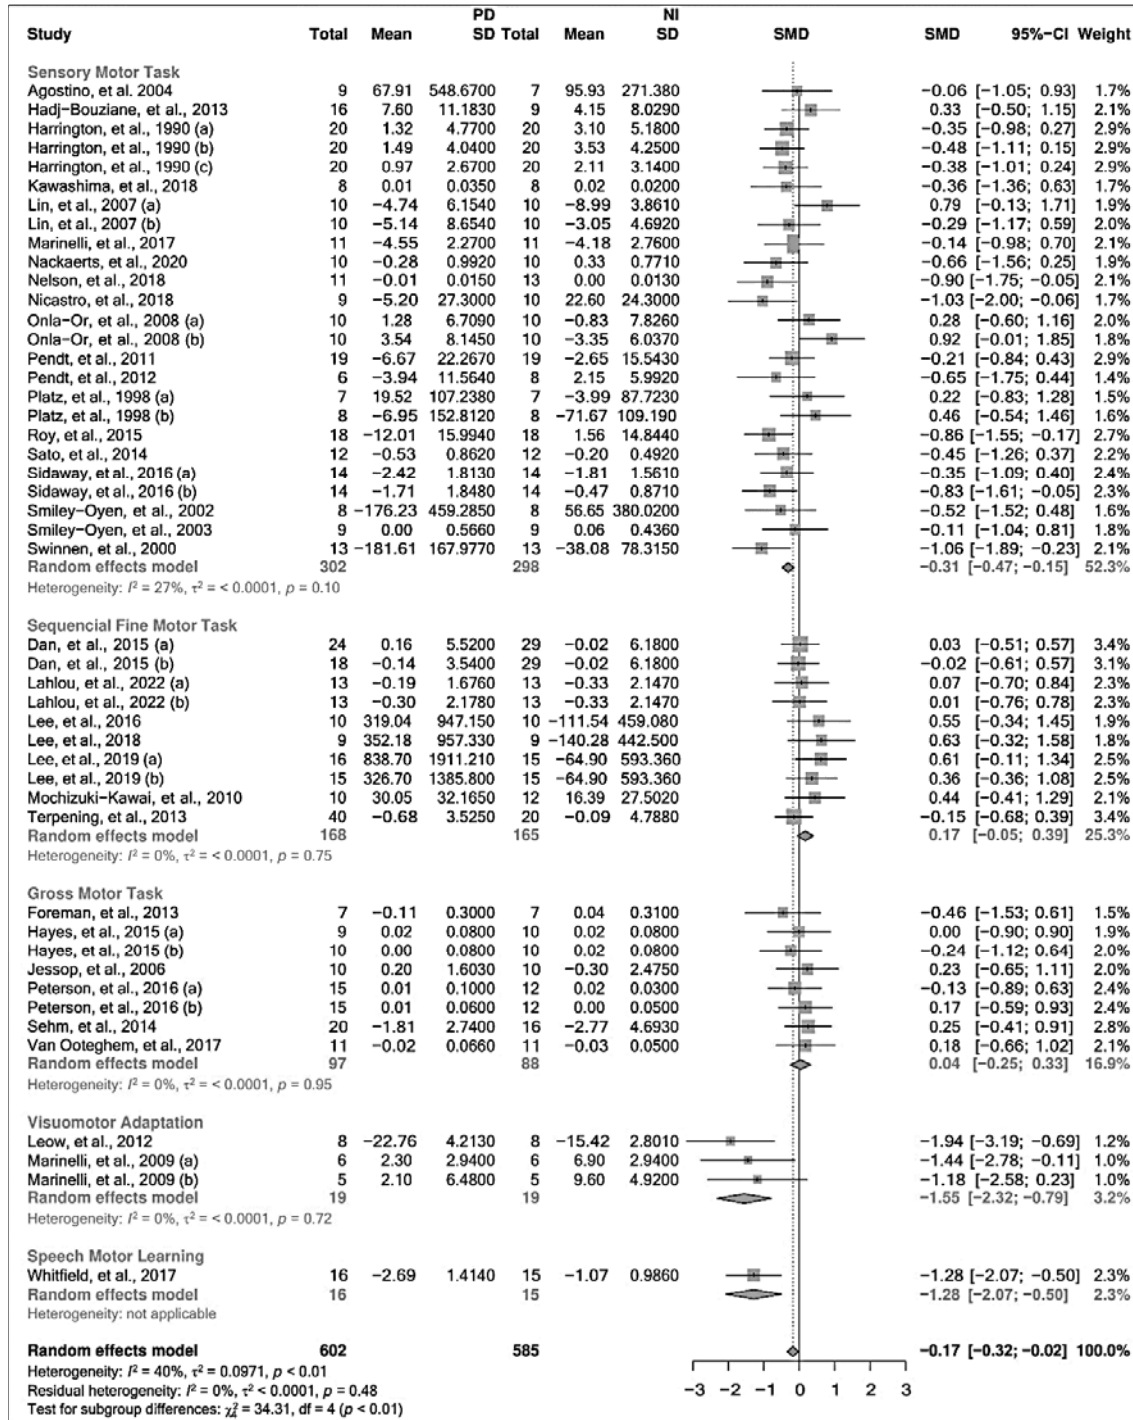 PD NI
Study Total Mean SD Total Mean SD SMD SMD 95%-CI Weight
Sensory Motor Task
Agostino, et al. 2004 9 67.91 548.6700 7 95.93 271.380 −0.06 [−1.05; 0.93] 1.7%
Hadj-Bouziane, et al., 2013 16 7.60 11.1830 9 4.15 8.0290 0.33 [−0.50; 1.15] 2.1%
Harrington, et al., 1990 (a) 20 1.32 4.7700 20 3.10 5.1800 −0.35 [−0.98; 0.27] 2.9%
Harrington, et al., 1990 (b) 20 1.49 4.0400 20 3.53 4.2500 −0.48 [−1.11; 0.15] 2.9%
Harrington, et al., 1990 (c) 20 0.97 2.6700 20 2.11 3.1400 −0.38 [−1.01; 0.24] 2.9%
Kawashima, et al., 2018 8 0.01 0.0350 8 0.02 0.0200 −0.36 [−1.36; 0.63] 1.7%
Lin, et al., 2007 (a) 10 −4.74 6.1540 10 −8.99 3.8610 0.79 [−0.13; 1.71] 1.9%
Lin, et al., 2007 (b) 10 −5.14 8.6540 10 −3.05 4.6920 −0.29 [−1.17; 0.59] 2.0%
Marinelli, et al., 2017 11 −4.55 2.2700 11 −4.18 2.7600 −0.14 [−0.98; 0.70] 2.1%
Nackaerts, et al., 2020 10 −0.28 0.9920 10 0.33 0.7710 −0.66 [−1.56; 0.25] 1.9%
Nelson, et al., 2018 11 −0.01 0.0150 13 0.00 0.0130 −0.90 [−1.75; −0.05] 2.0%
Nicastro, et al., 2018 9 −5.20 27.3000 10 22.60 24.3000 −1.03 [−2.00; −0.06] 1.7%
Onla-Or, et al., 2008 (a) 10 1.28 6.7090 10 −0.83 7.8260 0.28 [−0.60; 1.16] 2.0%
Onla-Or, et al., 2008 (b) 10 3.54 8.1450 10 −3.35 6.0370 0.92 [−0.01; 1.85] 1.8%
Pendt, et al., 2011 19 −6.67 22.2670 19 −2.65 15.5430 −0.21 [−0.84; 0.43] 2.9%
Pendt, et al., 2012 6 −3.94 11.5640 8 2.15 5.9920 −0.65 [−1.75; 0.44] 1.4%
Platz, et al., 1998 (a) 7 19.52 107.2380 7 −3.99 87.7230 0.22 [−0.83; 1.28] 1.5%
Platz, et al., 1998 (b) 8 −6.95 152.8120 8 −71.67 109.190 0.46 [−0.54; 1.46] 1.6%
Roy, et al., 2015 18 −12.01 15.9940 18 1.56 14.8440 −0.86 [−1.55; −0.17] 2.7%
Sato, et al., 2014 12 −0.53 0.8620 12 −0.20 0.4920 −0.45 [−1.26; 0.37] 2.2%
Sidaway, et al., 2016 (a) 14 −2.42 1.8130 14 −1.81 1.5610 −0.35 [−1.09; 0.40] 2.4%
Sidaway, et al., 2016 (b) 14 −1.71 1.8480 14 −0.47 0.8710 −0.83 [−1.61; −0.05] 2.3%
Smiley-Oyen, et al., 2002 8 −176.23 459.2850 8 56.65 380.0200 −0.52 [−1.52; 0.48] 1.6%
Smiley-Oyen, et al., 2003 9 0.00 0.5660 9 0.06 0.4360 −0.11 [−1.04; 0.81] 1.8%
Swinnen, et al., 2000 13 −181.61 167.9770 13 −38.08 78.3150 −1.06 [−1.89; −0.23] 2.1%
Random effects model 302 298 −0.31 [−0.47; −0.15] 52.3%
Heterogeneity: I² = 27%, τ² = < 0.0001, p = 0.10
Sequencial Fine Motor Task
Dan, et al., 2015 (a) 24 0.16 5.5200 29 −0.02 6.1800 0.03 [−0.51; 0.57] 3.4%
Dan, et al., 2015 (b) 18 −0.14 3.5400 29 −0.02 6.1800 −0.02 [−0.61; 0.57] 3.1%
Lahlou, et al., 2022 (a) 13 −0.19 1.6760 13 −0.33 2.1470 0.07 [−0.70; 0.84] 2.3%
Lahlou, et al., 2022 (b) 13 −0.30 2.1780 13 −0.33 2.1470 0.01 [−0.76; 0.78] 2.3%
Lee, et al., 2016 10 319.04 947.150 10 −111.54 459.080 0.55 [−0.34; 1.45] 1.9%
Lee, et al., 2018 9 352.18 957.330 9 −140.28 442.500 0.63 [−0.32; 1.58] 1.8%
Lee, et al., 2019 (a) 16 838.70 1911.210 15 −64.90 593.360 0.61 [−0.11; 1.34] 2.5%
Lee, et al., 2019 (b) 15 326.70 1385.800 15 −64.90 593.360 0.36 [−0.36; 1.08] 2.5%
Mochizuki-Kawai, et al., 2010 10 30.05 32.1650 12 16.39 27.5020 0.44 [−0.41; 1.29] 2.1%
Terpening, et al., 2013 40 −0.68 3.5250 20 −0.09 4.7880 −0.15 [−0.68; 0.39] 3.4%
Random effects model 168 165 0.17 [−0.05; 0.39] 25.3%
Heterogeneity: I² = 0%, τ² = < 0.0001, p = 0.75
Gross Motor Task
Foreman, et al., 2013 7 −0.11 0.3000 7 0.04 0.3100 −0.46 [−1.53; 0.61] 1.5%
Hayes, et al., 2015 (a) 9 0.02 0.0800 10 0.02 0.0800 0.00 [−0.90; 0.90] 1.9%
Hayes, et al., 2015 (b) 10 0.00 0.0800 10 0.02 0.0800 −0.24 [−1.12; 0.64] 2.0%
Jessop, et al., 2006 10 0.20 1.6030 10 −0.30 2.4750 0.23 [−0.65; 1.11] 2.0%
Peterson, et al., 2016 (a) 15 0.01 0.1000 12 0.02 0.0300 −0.13 [−0.89; 0.63] 2.4%
Peterson, et al., 2016 (b) 15 0.01 0.0600 12 0.00 0.0500 0.17 [−0.59; 0.93] 2.4%
Sehm, et al., 2014 20 −1.81 2.7400 16 −2.77 4.6930 0.25 [−0.41; 0.91] 2.8%
Van Ooteghem, et al., 2017 11 −0.02 0.0660 11 −0.03 0.0500 0.18 [−0.66; 1.02] 2.1%
Random effects model 97 88 0.04 [−0.25; 0.33] 16.9%
Heterogeneity: I² = 0%, τ² = < 0.0001, p = 0.95
Visuomotor Adaptation
Leow, et al., 2012 8 −22.76 4.2130 8 −15.42 2.8010 −1.94 [−3.19; −0.69] 1.2%
Marinelli, et al., 2009 (a) 6 2.30 2.9400 6 6.90 2.9400 −1.44 [−2.78; −0.11] 1.0%
Marinelli, et al., 2009 (b) 5 2.10 6.4800 5 9.60 4.9200 −1.18 [−2.58; 0.23] 1.0%
Random effects model 19 19 −1.55 [−2.32; −0.79] 3.2%
Heterogeneity: I² = 0%, τ² = < 0.0001, p = 0.72
Speech Motor Learning
Whitfield, et al., 2017 16 −2.69 1.4140 15 −1.07 0.9860 −1.28 [−2.07; −0.50] 2.3%
Random effects model 16 15 −1.28 [−2.07; −0.50] 2.3%
Heterogeneity: not applicable
Random effects model 602 585 −0.17 [−0.32; −0.02] 100.0%
Heterogeneity: I² = 40%, τ² = 0.0971, p < 0.01
Residual heterogeneity: I² = 0%, τ² < 0.0001, p = 0.48
Test for subgroup differences: χ²₄ = 34.31, df = 4 (p < 0.01)
−3 −2 −1 0 1 2 3